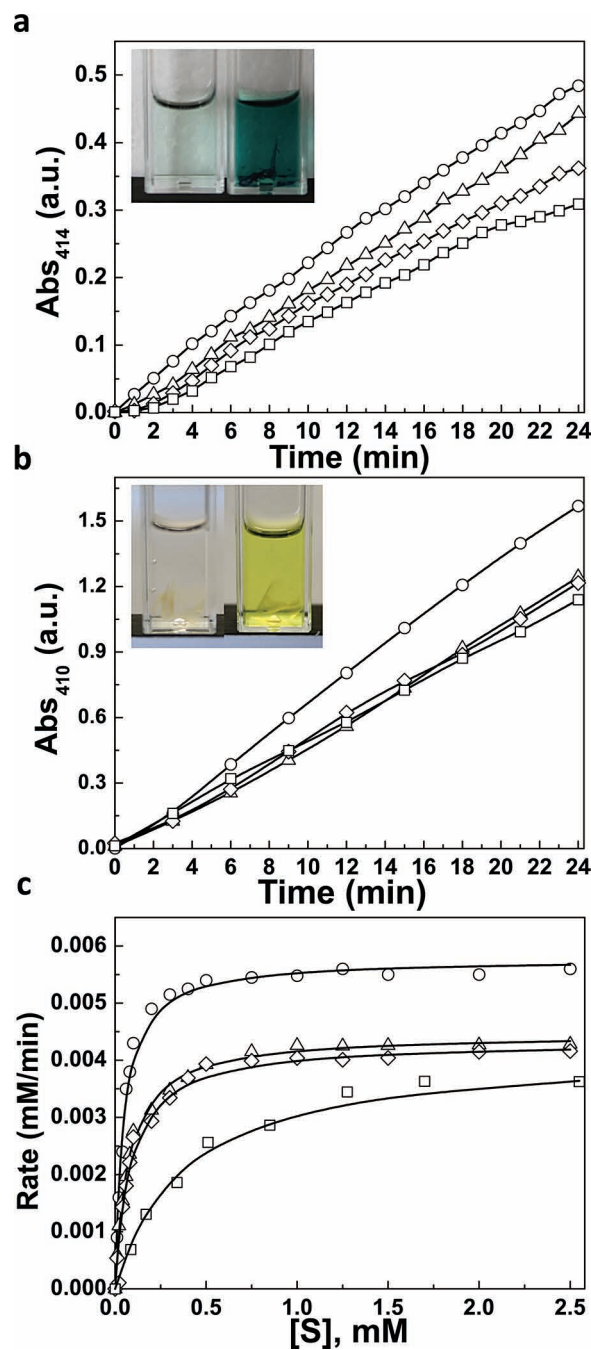 a
0.5
0.4
0.3
0.2
0.1
0.0
Abs414 (a.u.)
0 2 4 6 8 10 12 14 16 18 20 22 24
Time (min)
b
1.5
1.2
0.9
0.6
0.3
0.0
Abs410 (a.u.)
0 2 4 6 8 10 12 14 16 18 20 22 24
Time (min)
c
0.006
0.005
0.004
0.003
0.002
0.001
0.000
Rate (mM/min)
0.0 0.5 1.0 1.5 2.0 2.5
[S], mM